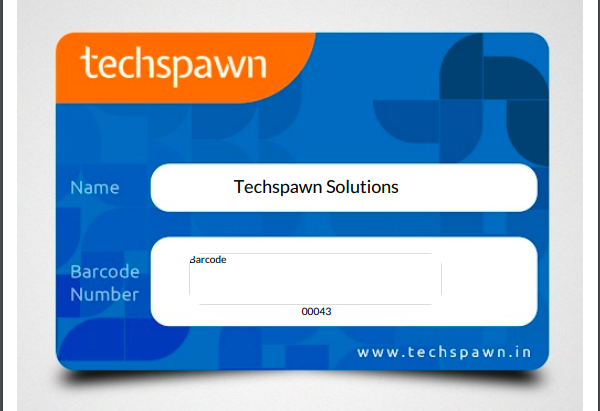 techspawn
Name
Techspawn Solutions
Barcode
Number
Barcode
00043
www.techspawn.in